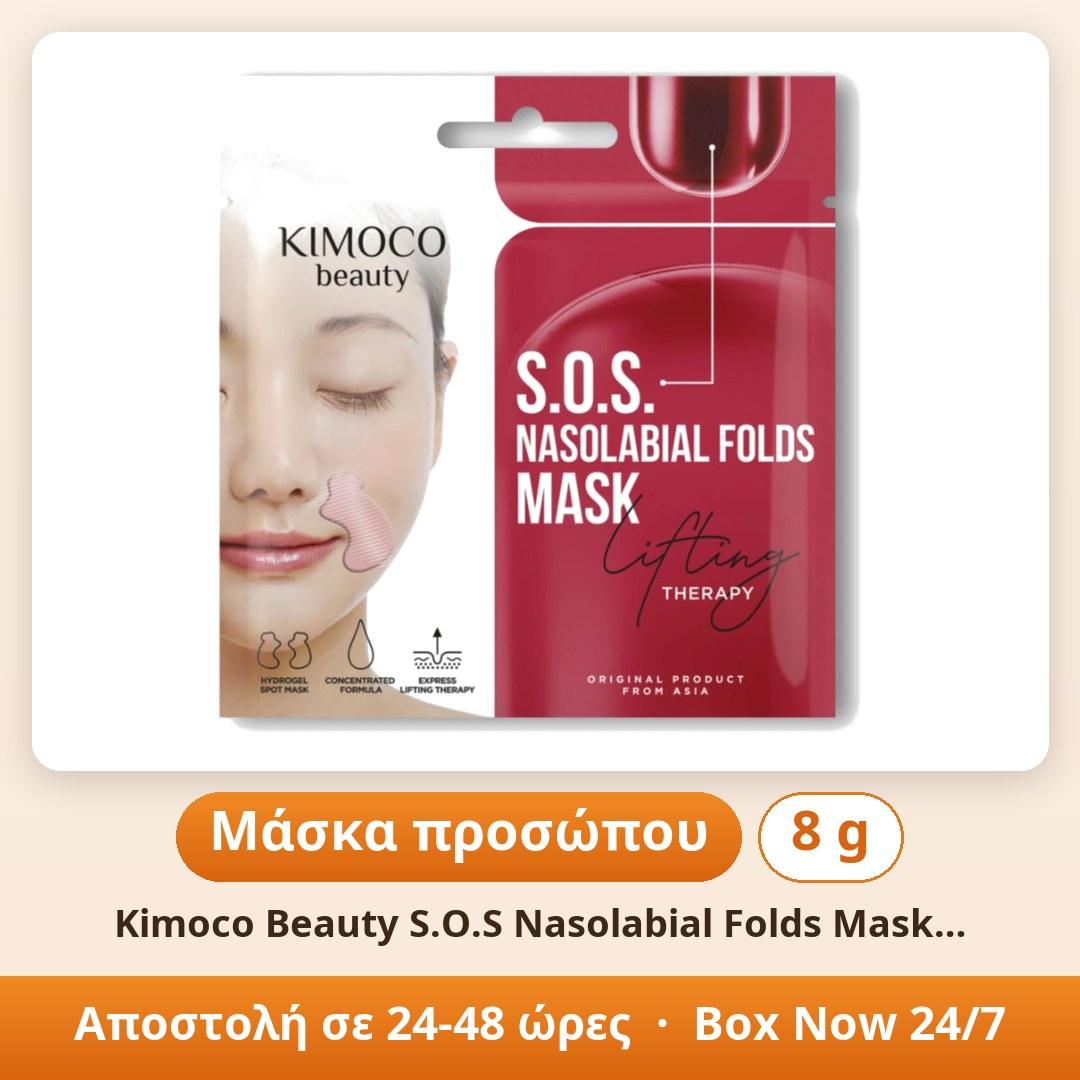 KIMOCO
beauty
S.O.S.
NASOLABIAL FOLDS
MASK
lifting
THERAPY
HYDROGEL
SPOT MASK
CONCENTRATED
FORMULA
EXPRESS
LIFTING THERAPY
ORIGINAL PRODUCT
FROM ASIA
Μάσκα προσώπου
8 g
Kimoco Beauty S.O.S Nasolabial Folds Mask...
Αποστολή σε 24-48 ώρες · Box Now 24/7